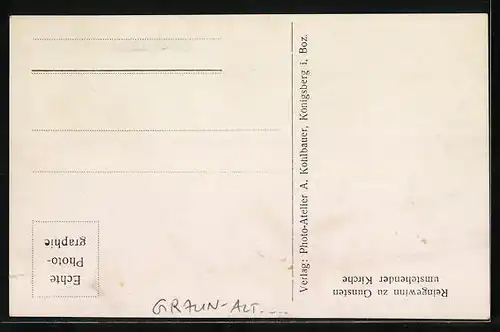 Reingewinn zu Gunsten
umstehender Kirche
Verlag: Photo-Atelier A. Kohlbauer, Königsberg i. Boz.
Echte
Photo-
graphie
GRAUN-ALT....